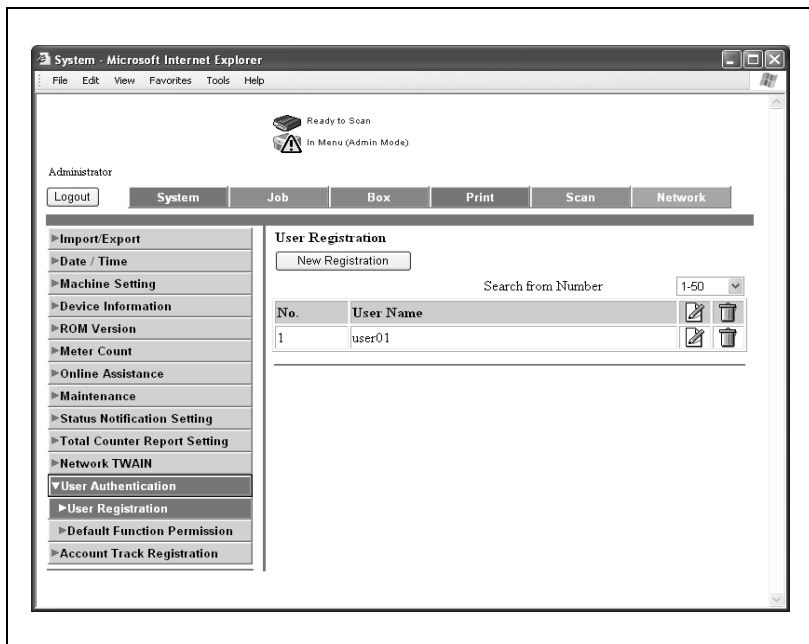 System - Microsoft Internet Explorer
File Edit View Favorites Tools Help
Ready to Scan
In Menu (Admin Mode)
Administrator
Logout System Job Box Print Scan Network
Import/Export
Date / Time
Machine Setting
Device Information
ROM Version
Meter Count
Online Assistance
Maintenance
Status Notification Setting
Total Counter Report Setting
Network TWAIN
User Authentication
User Registration
Default Function Permission
Account Track Registration
User Registration
New Registration
Search from Number 1-50
No. User Name
1 user01